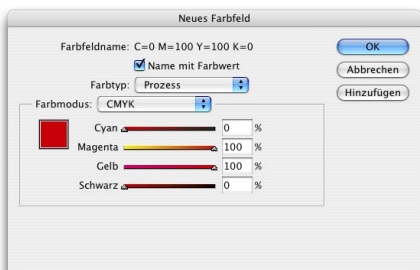 Neues Farbfeld
Farbfeldname: C=0 M=100 Y=100 K=0
Name mit Farbwert
Farbtyp: Prozess
Farbmodus: CMYK
Cyan 0 %
Magenta 100 %
Gelb 100 %
Schwarz 0 %
OK
Abbrechen
Hinzufügen